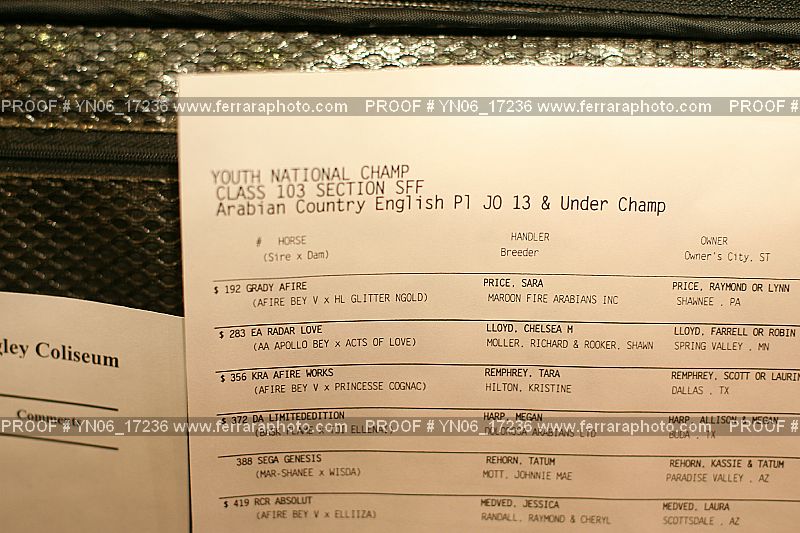 PROOF # YN06_17236 www.ferraraphoto.com PROOF # YN06_17236 www.ferraraphoto.com PROOF #
YOUTH NATIONAL CHAMP
CLASS 103 SECTION SFF
Arabian Country English Pl JO 13 & Under Champ
# HORSE HANDLER OWNER
(Sire x Dam) Breeder Owner's City, ST
$ 192 GRADY AFIRE PRICE, SARA PRICE, RAYMOND OR LYNN
(AFIRE BEY V x HL GLITTER NGOLD) MAROON FIRE ARABIANS INC SHAWNEE , PA
$ 283 EA RADAR LOVE LLOYD, CHELSEA M LLOYD, FARRELL OR ROBIN
(AA APOLLO BEY x ACTS OF LOVE) MOLLER, RICHARD & ROOKER, SHAWN SPRING VALLEY , MN
gley Coliseum
$ 356 KRA AFIRE WORKS REMPHREY, TARA REMPHREY, SCOTT OR LAURIN
(AFIRE BEY V x PRINCESSE COGNAC) HILTON, KRISTINE DALLAS , TX
Comments
$ 372 DA LIMITEDEDITION HARP, MEGAN HARP, ALLISON & MEGAN
PROOF # YN06_17236 www.ferraraphoto.com PROOF # YN06_17236 www.ferraraphoto.com PROOF #
DOLOROSA ARABIANS LTD BUDA , TX
388 SEGA GENESIS REHORN, TATUM REHORN, KASSIE & TATUM
(MAR-SHANEE x WISDA) MOTT, JOHNNIE MAE PARADISE VALLEY , AZ
$ 419 RCR ABSOLUT MEDVED, JESSICA MEDVED, LAURA
(AFIRE BEY V x ELLIIZA) RANDALL, RAYMOND & CHERYL SCOTTSDALE , AZ